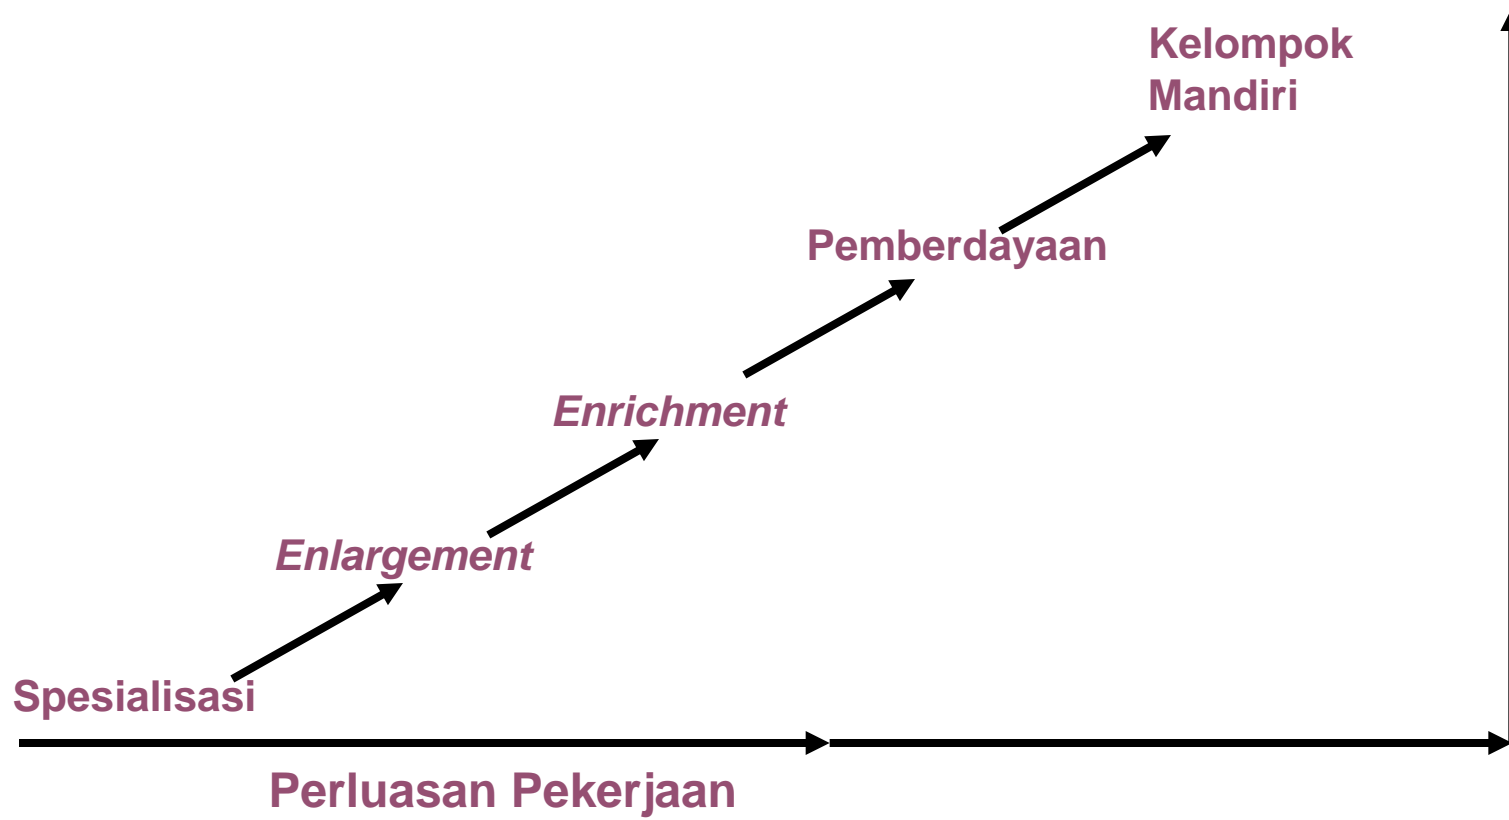 Kelompok
Mandiri
Pemberdayaan
Enrichment
Enlargement
Spesialisasi
Perluasan Pekerjaan